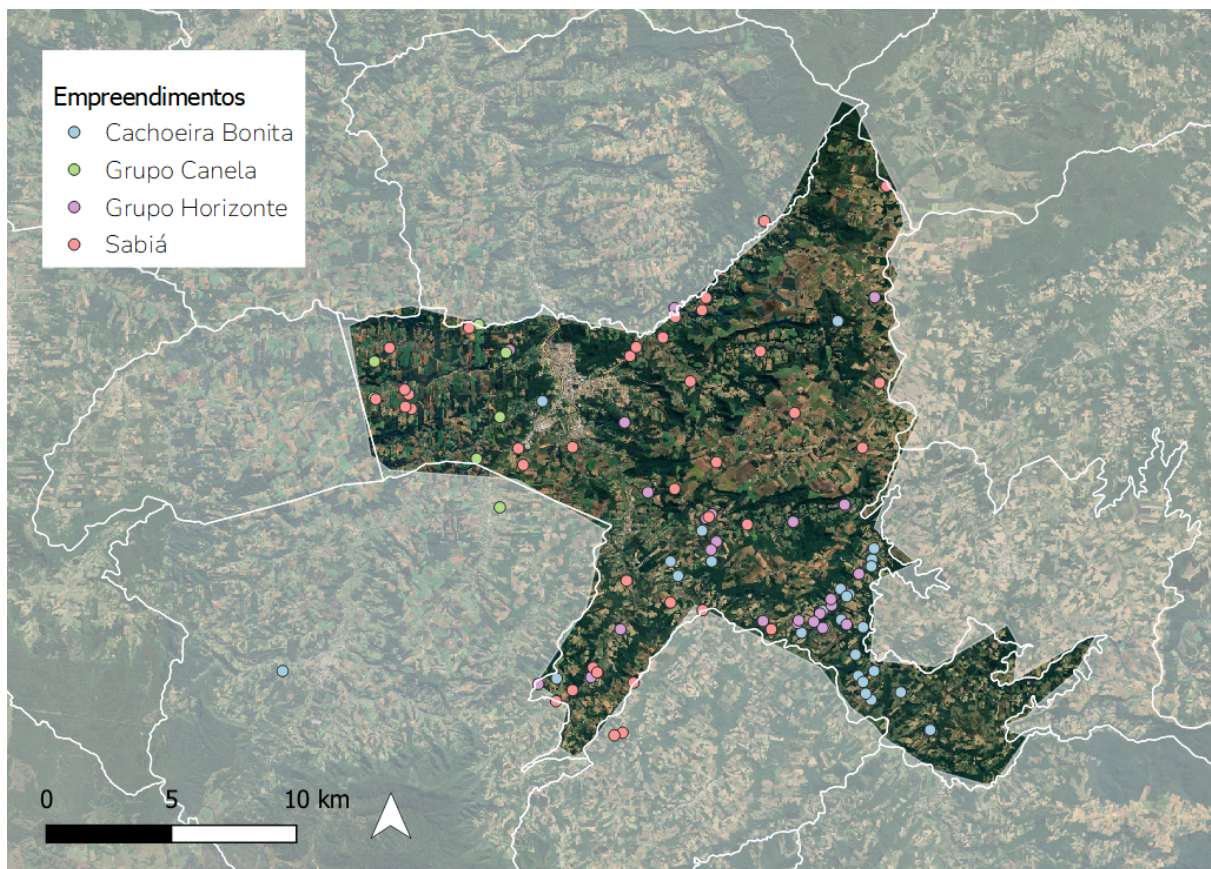 Empreendimentos
Cachoeira Bonita
Grupo Canela
Grupo Horizonte
Sabiá
0 5 10 km